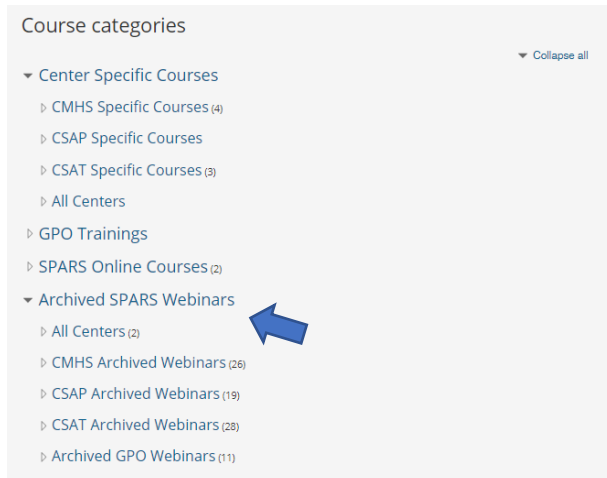 Course categories
Collapse all
Center Specific Courses
CMHS Specific Courses (4)
CSAP Specific Courses
CSAT Specific Courses (3)
All Centers
GPO Trainings
SPARS Online Courses (2)
Archived SPARS Webinars
All Centers (2)
CMHS Archived Webinars (26)
CSAP Archived Webinars (19)
CSAT Archived Webinars (28)
Archived GPO Webinars (11)